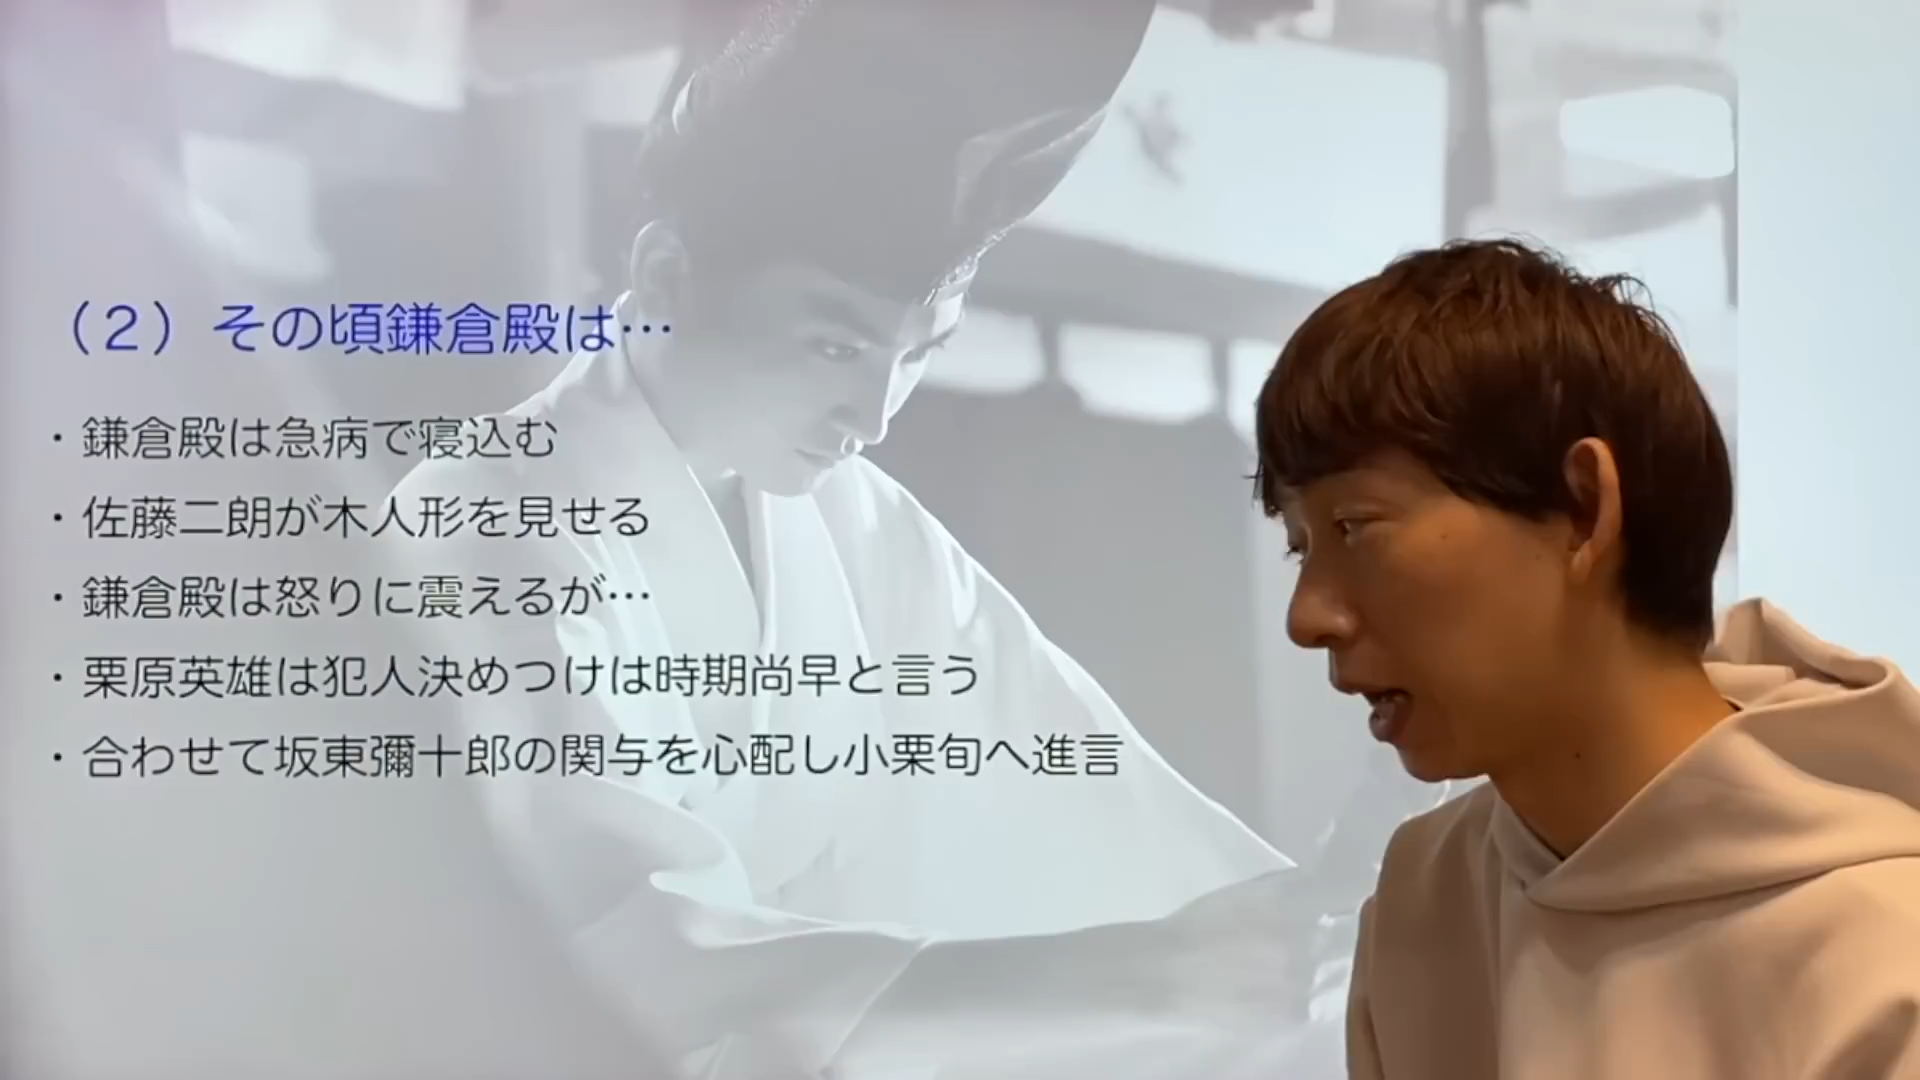 （２）その頃鎌倉殿は…
・鎌倉殿は急病で寝込む
・佐藤二朗が木人形を見せる
・鎌倉殿は怒りに震えるが…
・栗原英雄は犯人決めつけは時期尚早と言う
・合わせて坂東彌十郎の関与を心配し小栗旬へ進言